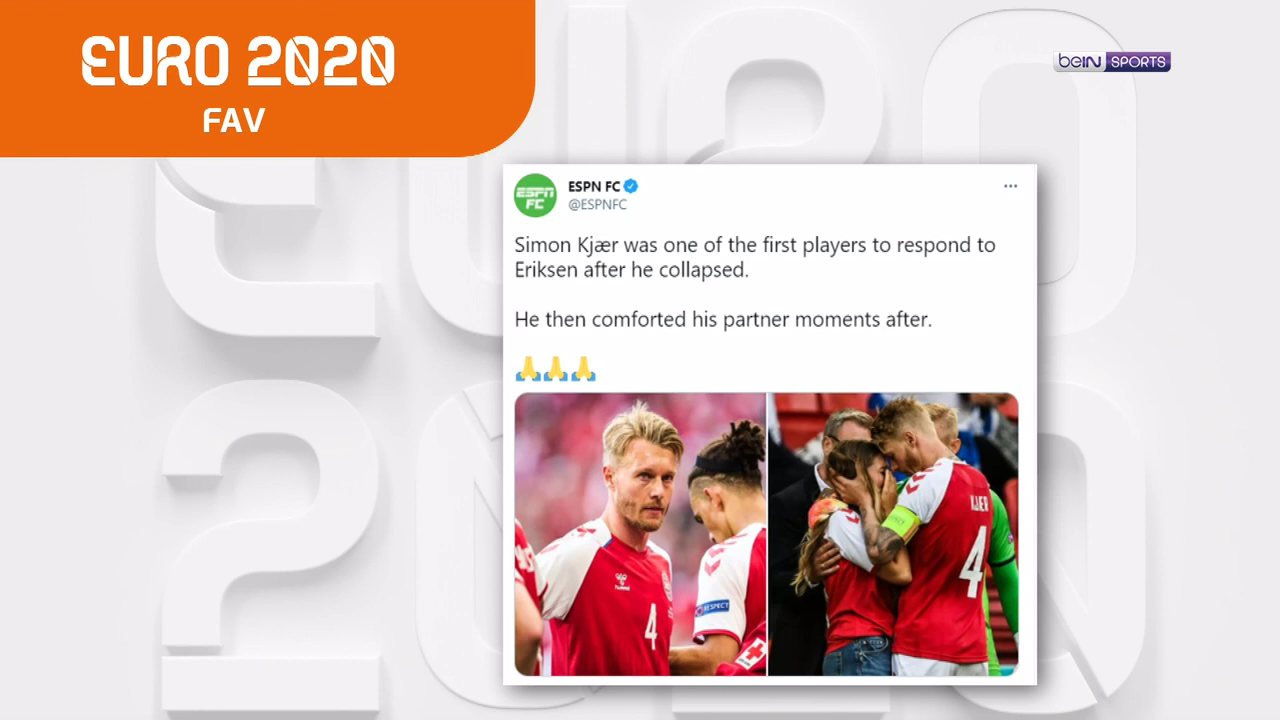 EURO 2020
FAV
beIN SPORTS
ESPN FC
@ESPNFC
ESPN
FC
Simon Kjær was one of the first players to respond to
Eriksen after he collapsed.
He then comforted his partner moments after.
4
RESPECT
KJÆR
4